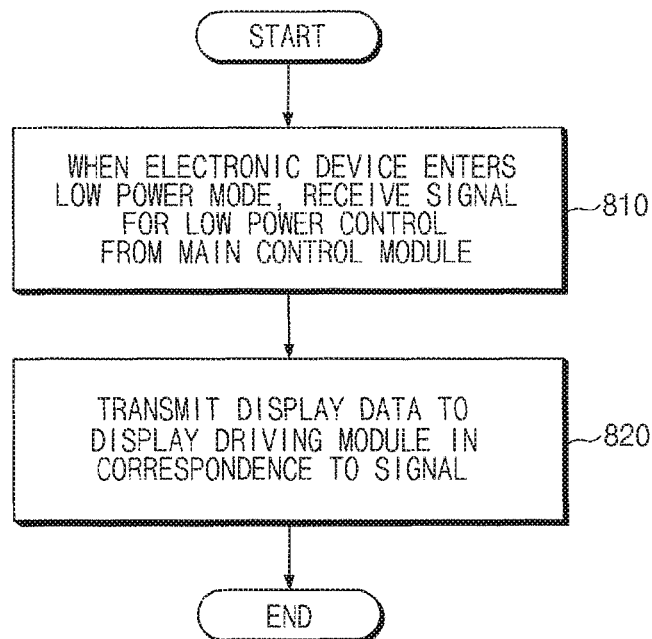 START
WHEN ELECTRONIC DEVICE ENTERS
LOW POWER MODE, RECEIVE SIGNAL
FOR LOW POWER CONTROL
FROM MAIN CONTROL MODULE
810
TRANSMIT DISPLAY DATA TO
DISPLAY DRIVING MODULE IN
CORRESPONDENCE TO SIGNAL
820
END